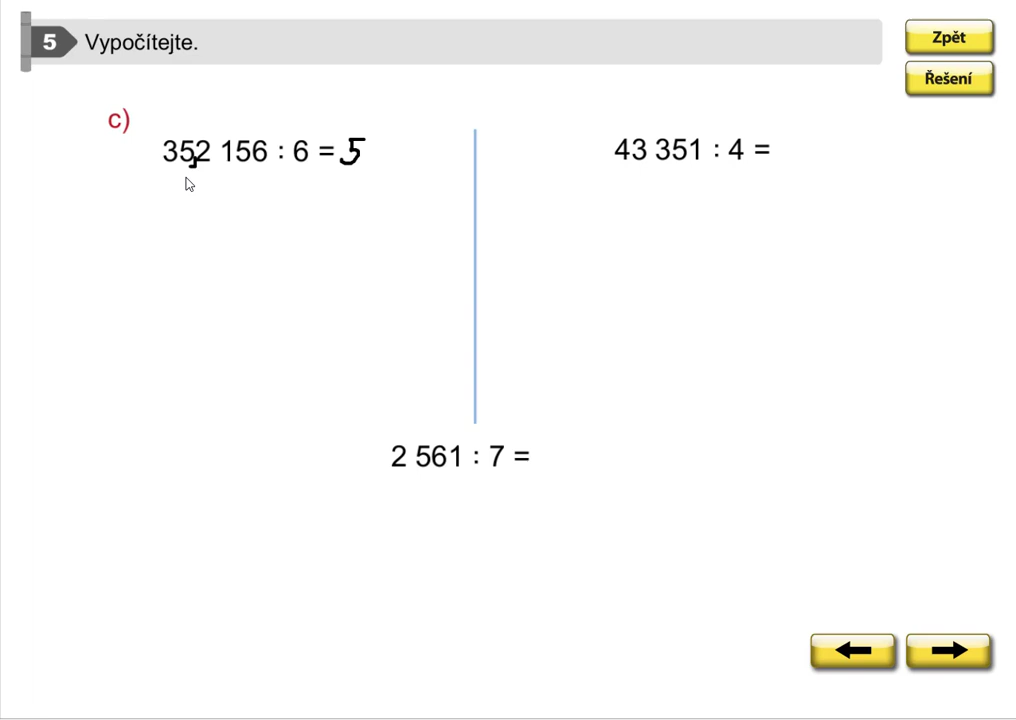 5 Vypočítejte.
Zpět
Řešení
c)
352 156 : 6 = 5
43 351 : 4 =
2 561 : 7 =